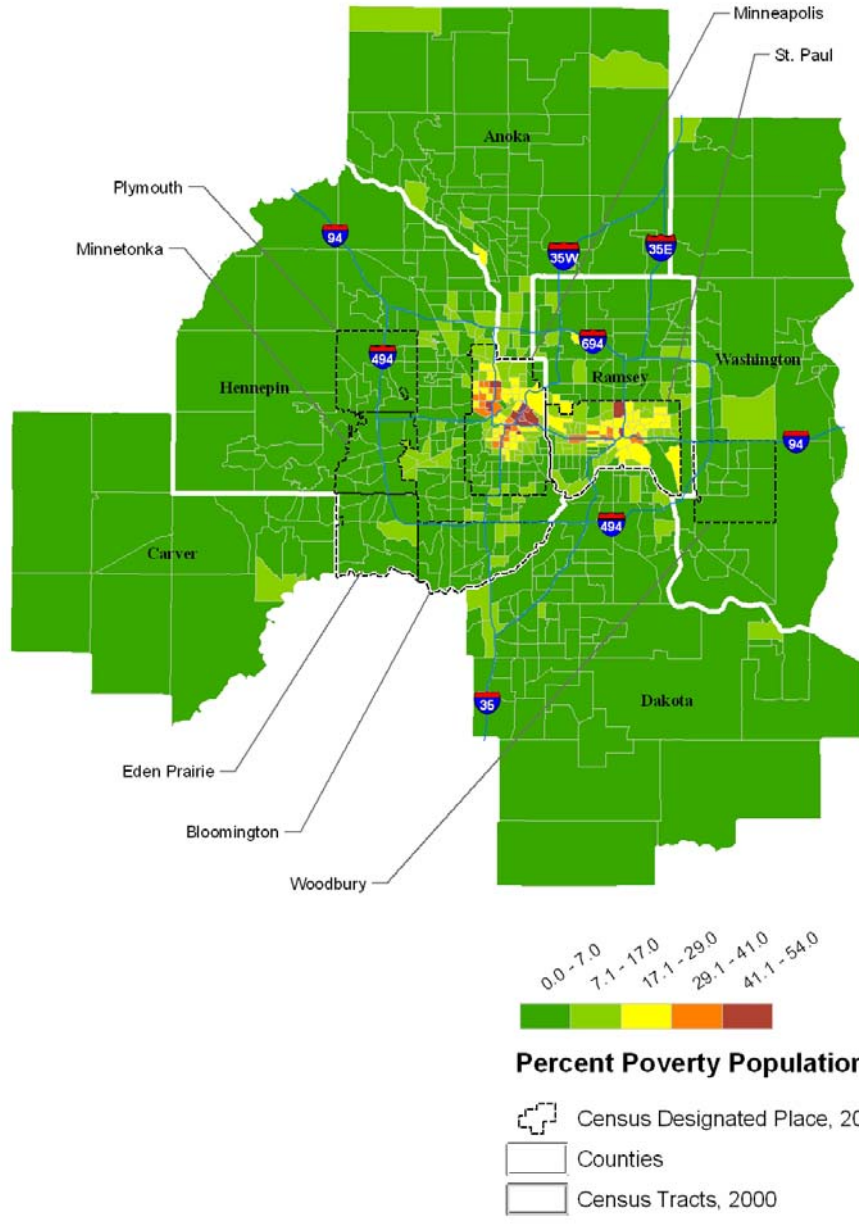 Minneapolis
St. Paul
Anoka
Plymouth
Minnetonka
94
35W
35E
494
694
Hennepin
Ramsey
Washington
94
494
Carver
35
Dakota
Eden Prairie
Bloomington
Woodbury
0.0 - 7.0
7.1 - 17.0
17.1 - 29.0
29.1 - 41.0
41.1 - 54.0
Percent Poverty Population
Census Designated Place, 20
Counties
Census Tracts, 2000